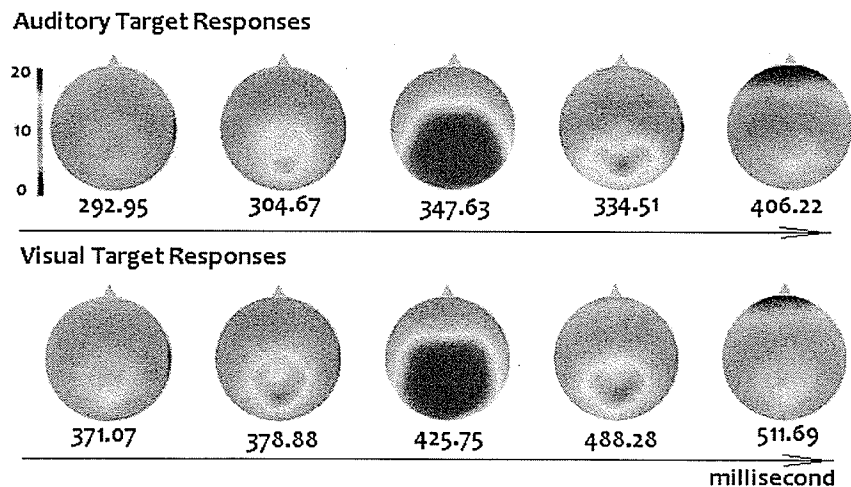 Auditory Target Responses
20
10
0
292.95 304.67 347.63 334.51 406.22
Visual Target Responses
371.07 378.88 425.75 488.28 511.69
millisecond